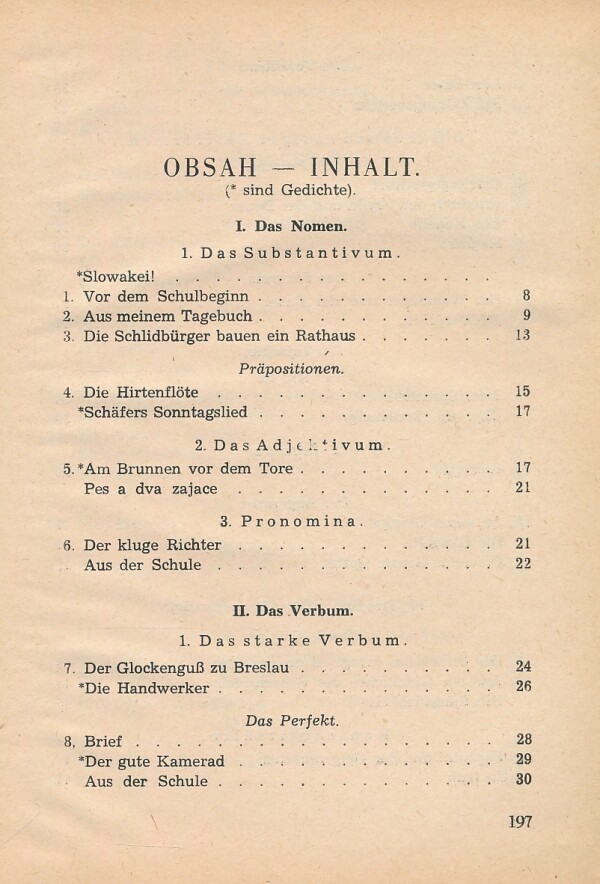 OBSAH — INHALT.
(* sind Gedichte).
I. Das Nomen.
1. Das Substantivum.
*Slowakei! . . . . . . . . . . . . . . .
1. Vor dem Schulbeginn . . . . . . . . . . . 8
2. Aus meinem Tagebuch . . . . . . . . . . . 9
3. Die Schlidbürger bauen ein Rathaus . . . . . . 13
Präpositionen.
4. Die Hirtenflöte . . . . . . . . . . . . . 15
*Schäfers Sonntagslied . . . . . . . . . . . 17
2. Das Adjektivum.
5. *Am Brunnen vor dem Tore . . . . . . . . . 17
Pes a dva zajace . . . . . . . . . . . . 21
3. Pronomina.
6. Der kluge Richter . . . . . . . . . . . . 21
Aus der Schule . . . . . . . . . . . . . 22
II. Das Verbum.
1. Das starke Verbum.
7. Der Glockenguß zu Breslau . . . . . . . . . 24
*Die Handwerker . . . . . . . . . . . . . 26
Das Perfekt.
8, Brief . . . . . . . . . . . . . . . . 28
*Der gute Kamerad . . . . . . . . . . . . 29
Aus der Schule . . . . . . . . . . . . . 30
197